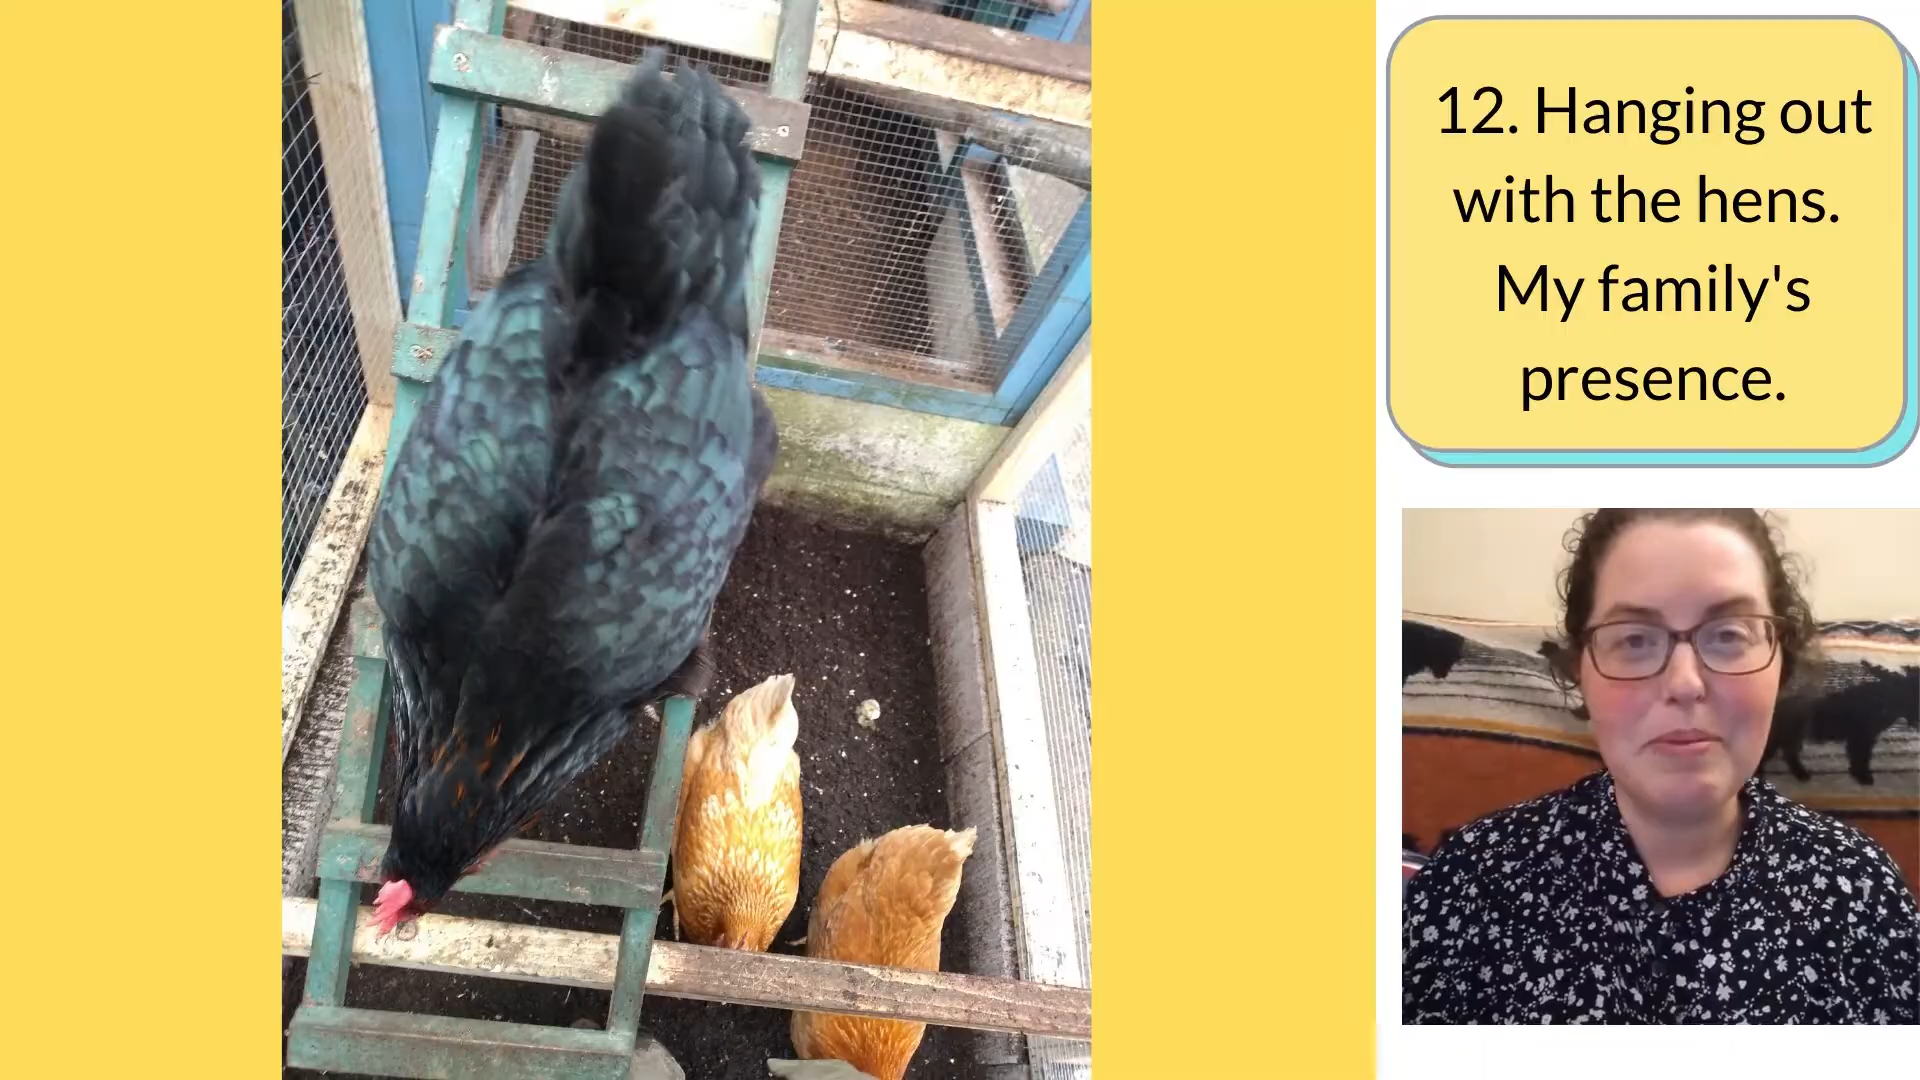 12. Hanging out
with the hens.
My family's
presence.